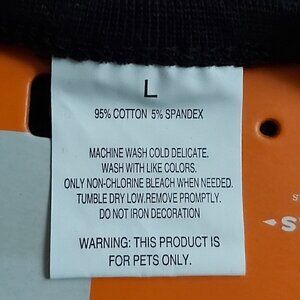 L
95% COTTON 5% SPANDEX
MACHINE WASH COLD DELICATE.
WASH WITH LIKE COLORS.
ONLY NON-CHLORINE BLEACH WHEN NEEDED.
TUMBLE DRY LOW.REMOVE PROMPTLY.
DO NOT IRON DECORATION
WARNING: THIS PRODUCT IS
FOR PETS ONLY.